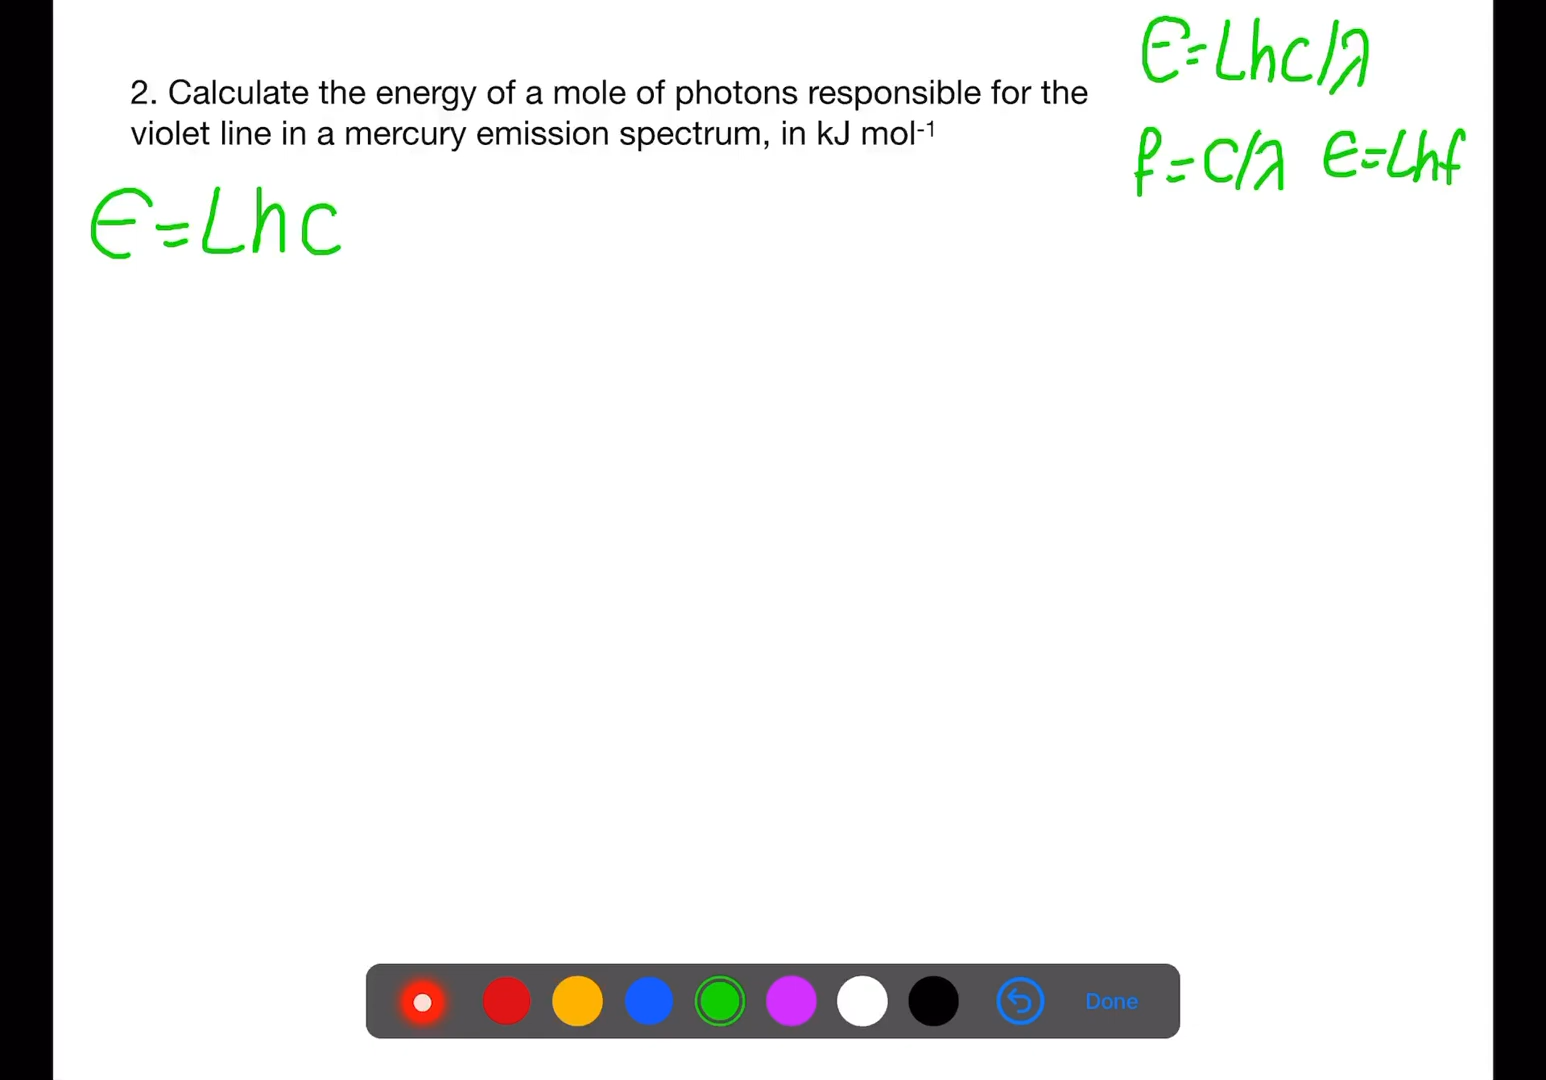 E=Lhc/λ
2. Calculate the energy of a mole of photons responsible for the
violet line in a mercury emission spectrum, in kJ mol⁻¹
f=c/λ E=Lhf
E=Lhc
Done